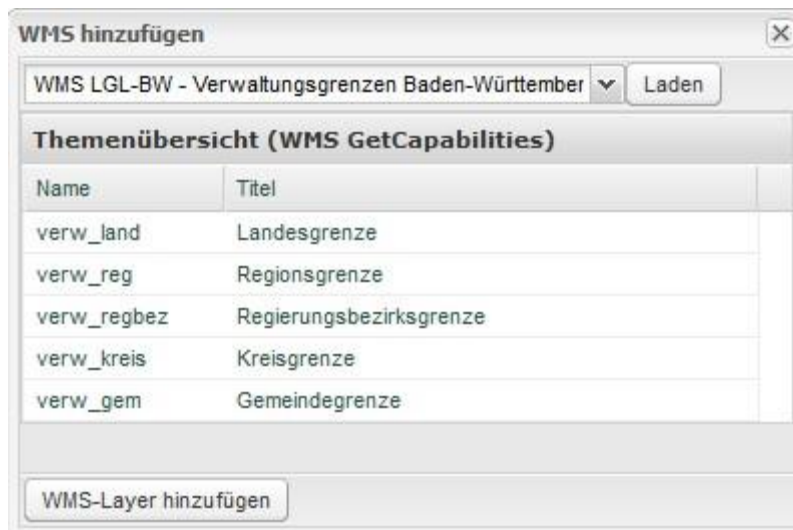 WMS hinzufügen
WMS LGL-BW - Verwaltungsgrenzen Baden-Württember Laden
Themenübersicht (WMS GetCapabilities)
Name Titel
verw_land Landesgrenze
verw_reg Regionsgrenze
verw_regbez Regierungsbezirksgrenze
verw_kreis Kreisgrenze
verw_gem Gemeindegrenze
WMS-Layer hinzufügen